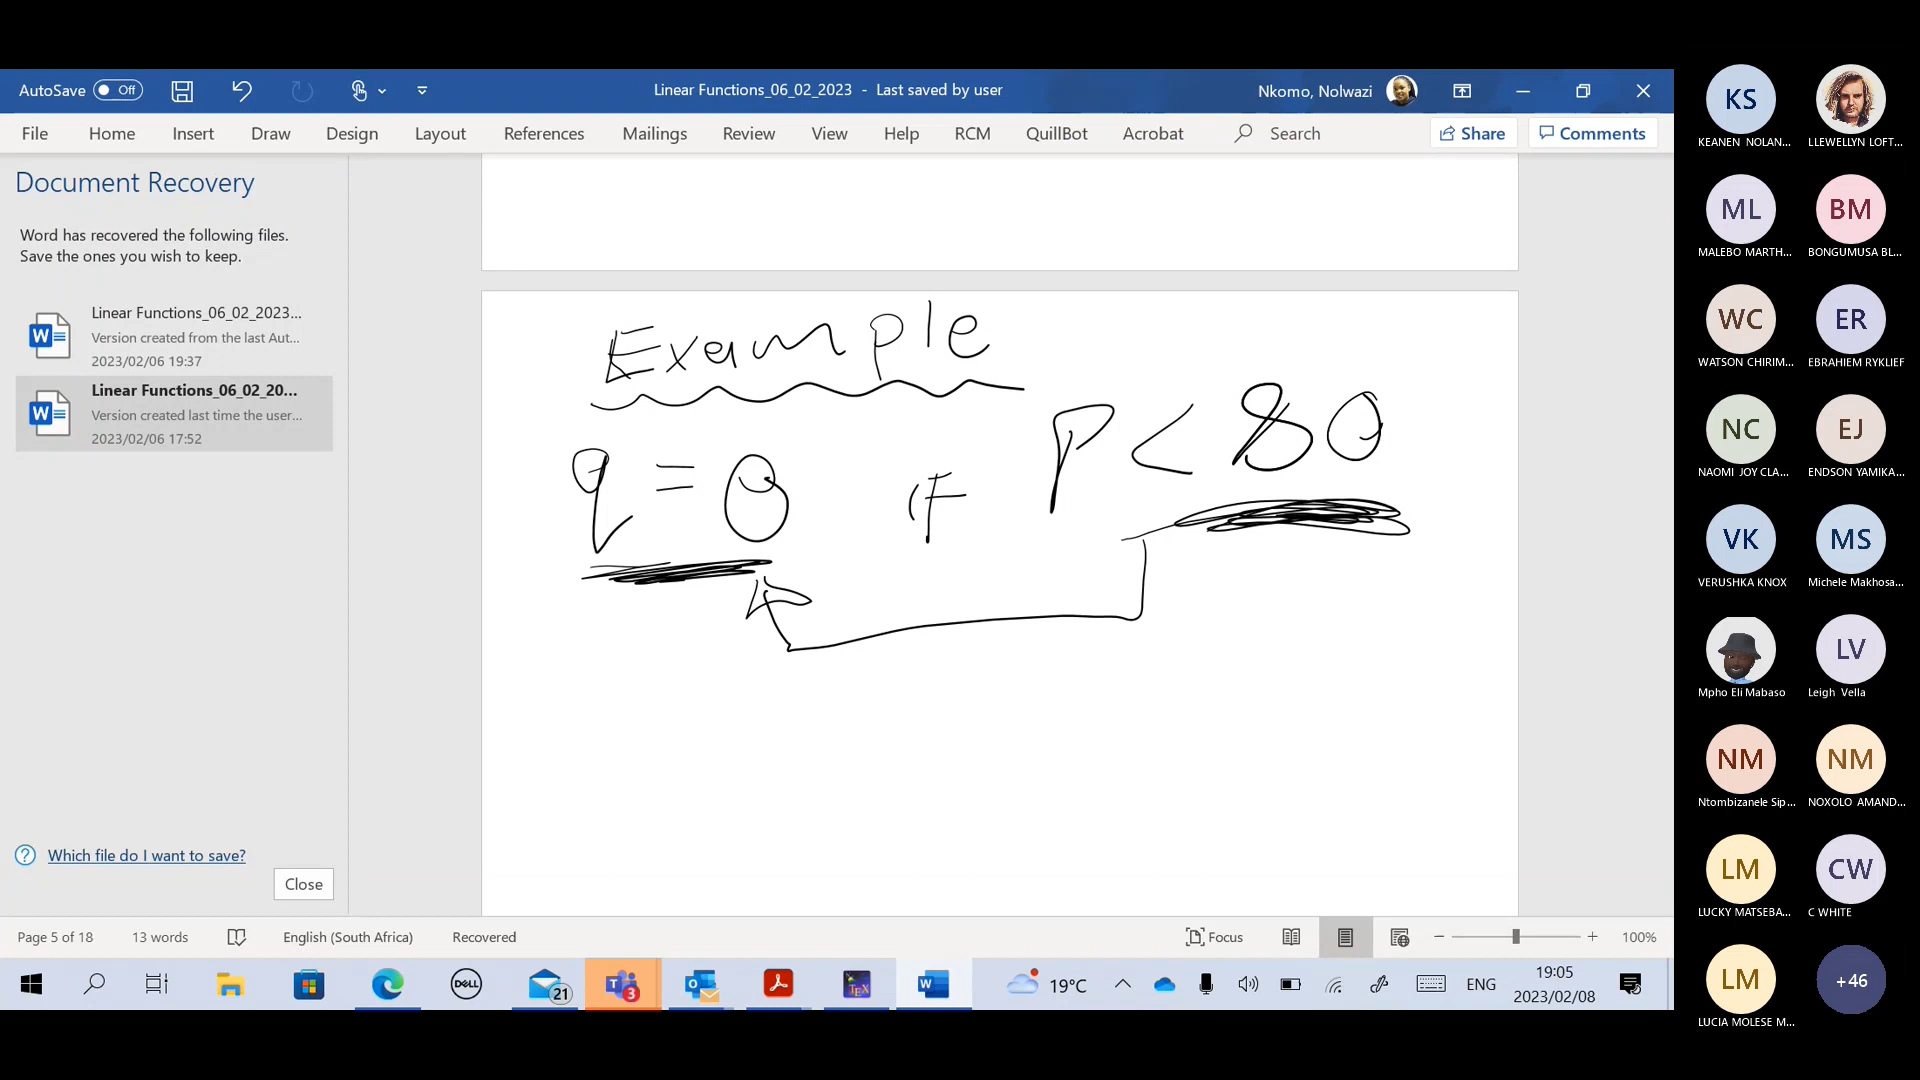 AutoSave Off
Linear Functions_06_02_2023 - Last saved by user
Nkomo, Nolwazi
File Home Insert Draw Design Layout References Mailings Review View Help RCM QuillBot Acrobat Search Share Comments
Document Recovery
Word has recovered the following files.
Save the ones you wish to keep.
Linear Functions_06_02_2023...
Version created from the last Aut...
2023/02/06 19:37
Linear Functions_06_02_20...
Version created last time the user...
2023/02/06 17:52
Which file do I want to save?
Close
Example
q = 0 if P < 80
Page 5 of 18 13 words English (South Africa) Recovered Focus 100%
DELL 21 3 TEX 19°C ENG 19:05
2023/02/08
KS
KEANEN NOLAN... LLEWELLYN LOFT...
ML BM
MALEBO MARTH... BONGUMUSA BL...
WC ER
WATSON CHIRIM... EBRAHIEM RYKLIEF
NC EJ
NAOMI JOY CLA... ENDSON YAMIKA...
VK MS
VERUSHKA KNOX Michele Makhosa...
LV
Mpho Eli Mabaso Leigh Vella
NM NM
Ntombizanele Sip... NOXOLO AMAND...
LM CW
LUCKY MATSEBA... C WHITE
LM +46
LUCIA MOLESE M...